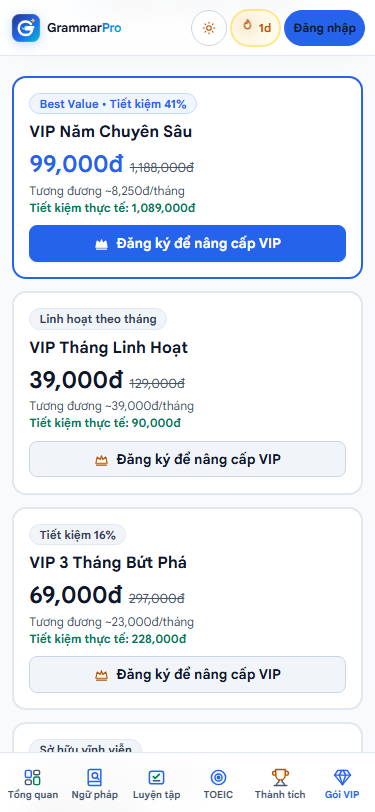 GrammarPro
1d
Đăng nhập
Best Value • Tiết kiệm 41%
VIP Năm Chuyên Sâu
99,000đ 1,188,000đ
Tương đương ~8,250đ/tháng
Tiết kiệm thực tế: 1,089,000đ
Đăng ký để nâng cấp VIP
Linh hoạt theo tháng
VIP Tháng Linh Hoạt
39,000đ 129,000đ
Tương đương ~39,000đ/tháng
Tiết kiệm thực tế: 90,000đ
Đăng ký để nâng cấp VIP
Tiết kiệm 16%
VIP 3 Tháng Bứt Phá
69,000đ 297,000đ
Tương đương ~23,000đ/tháng
Tiết kiệm thực tế: 228,000đ
Đăng ký để nâng cấp VIP
Sở hữu vĩnh viễn
Tổng quan Ngữ pháp Luyện tập TOEIC Thành tích Gói VIP